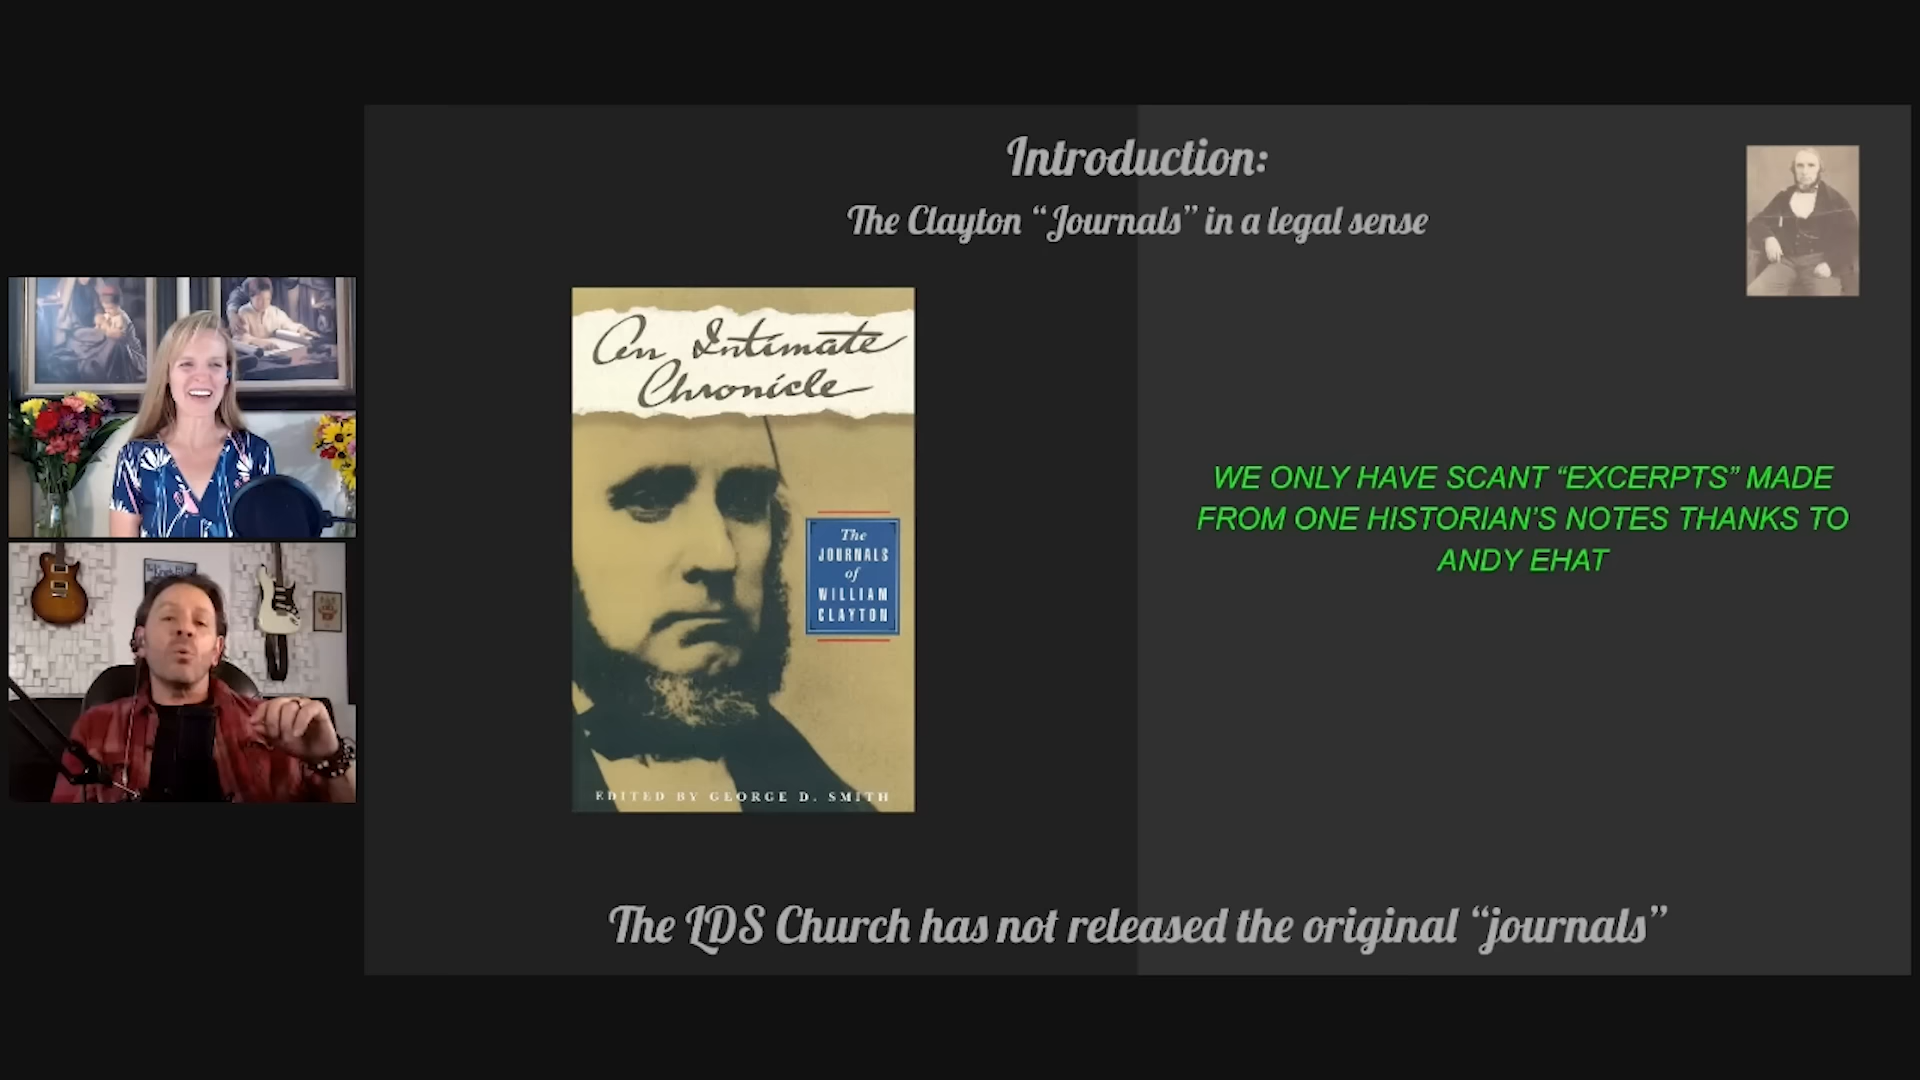 Introduction:
The Clayton “Journals” in a legal sense
An Intimate
Chronicle
The
JOURNALS
of
WILLIAM
CLAYTON
EDITED BY GEORGE D. SMITH
WE ONLY HAVE SCANT “EXCERPTS” MADE
FROM ONE HISTORIAN’S NOTES THANKS TO
ANDY EHAT
The LDS Church has not released the original “journals”